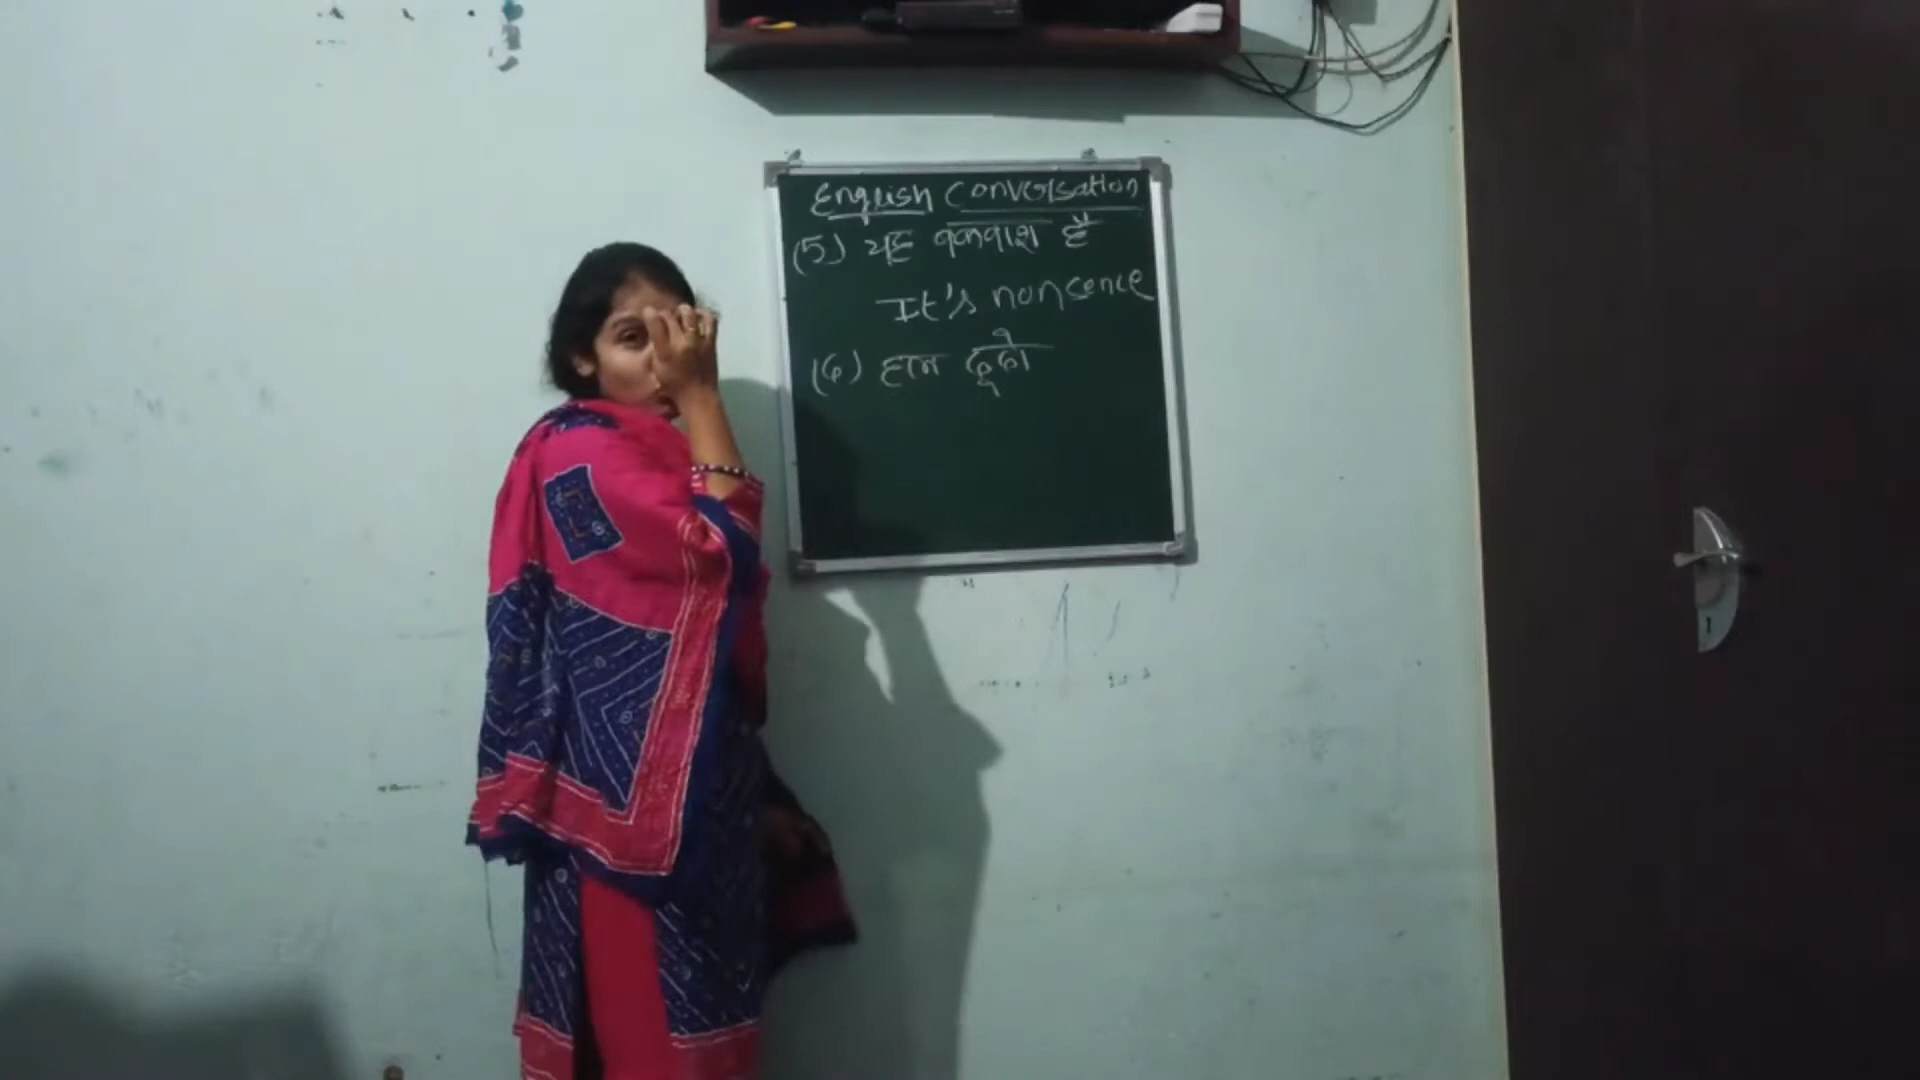 English Conversation
(5) यह बकवाश है
It's nonsence
(6) हाल ढूढो